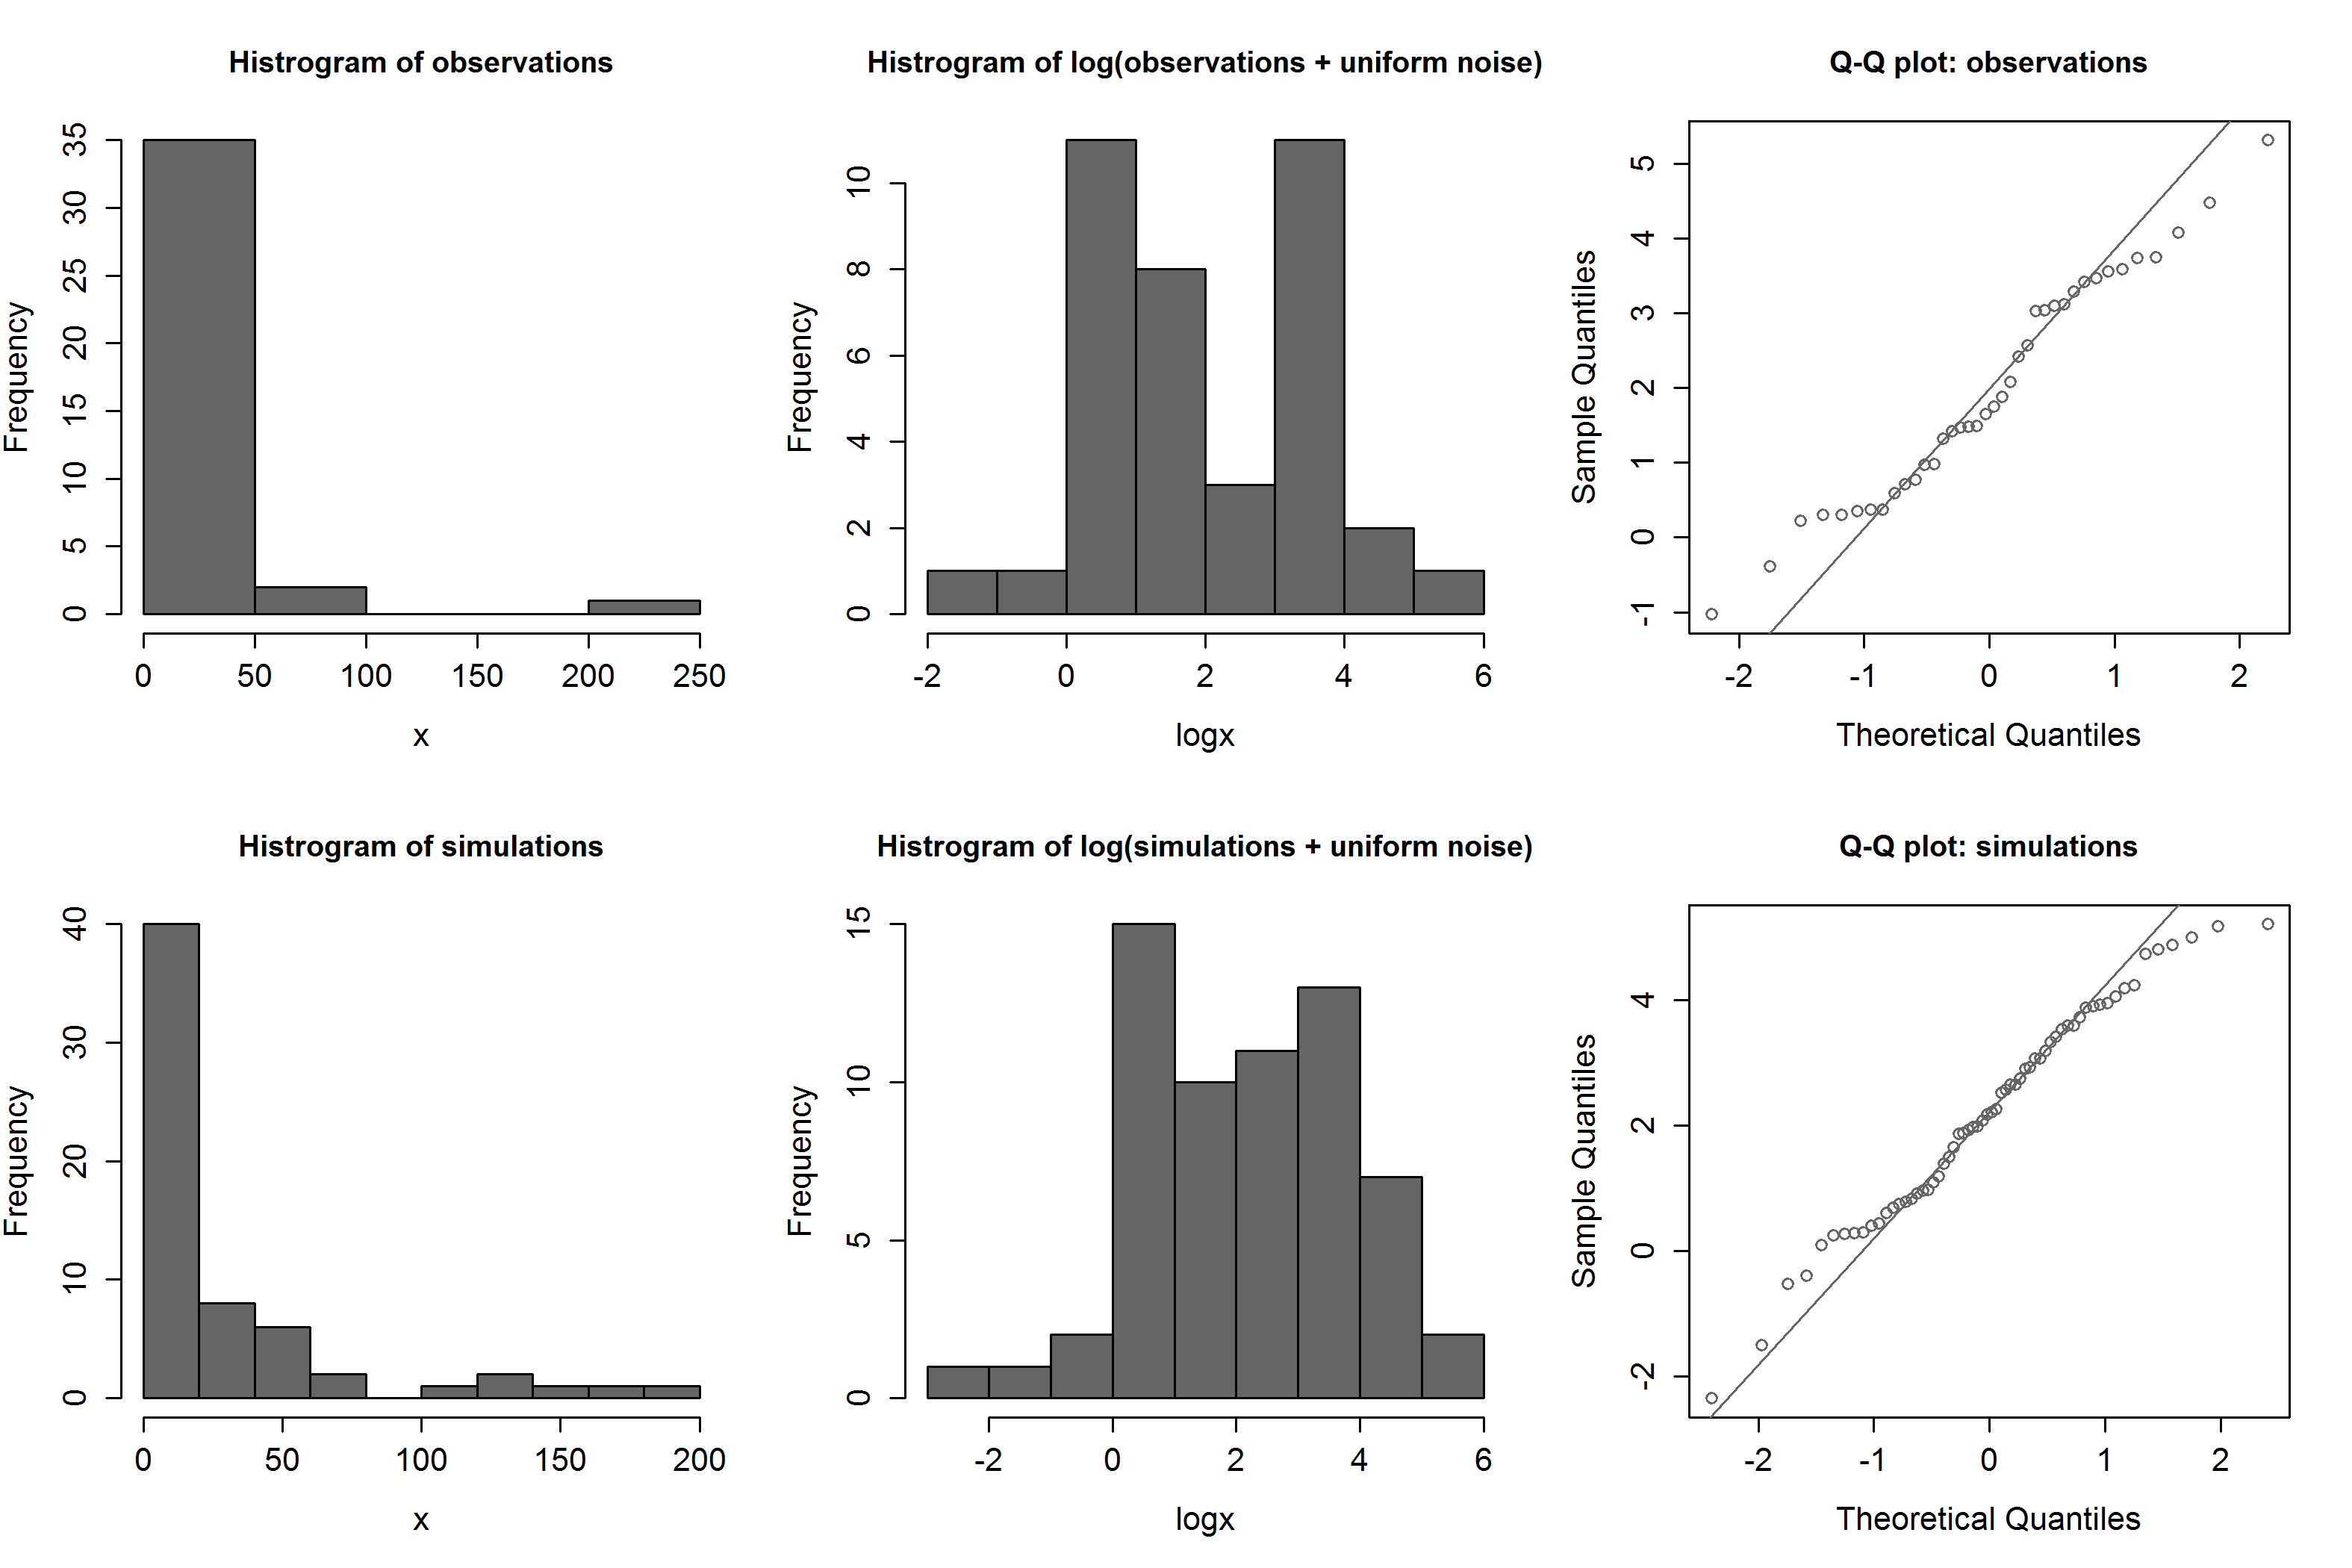 Histrogram of observations
Frequency
0 5 10 15 20 25 30 35
0 50 100 150 200 250
x
Histrogram of log(observations + uniform noise)
Frequency
0 2 4 6 8 10
-2 0 2 4 6
logx
Q-Q plot: observations
Sample Quantiles
-1 0 1 2 3 4 5
-2 -1 0 1 2
Theoretical Quantiles
Histrogram of simulations
Frequency
0 10 20 30 40
0 50 100 150 200
x
Histrogram of log(simulations + uniform noise)
Frequency
0 5 10 15
-2 0 2 4 6
logx
Q-Q plot: simulations
Sample Quantiles
-2 0 2 4
-2 -1 0 1 2
Theoretical Quantiles